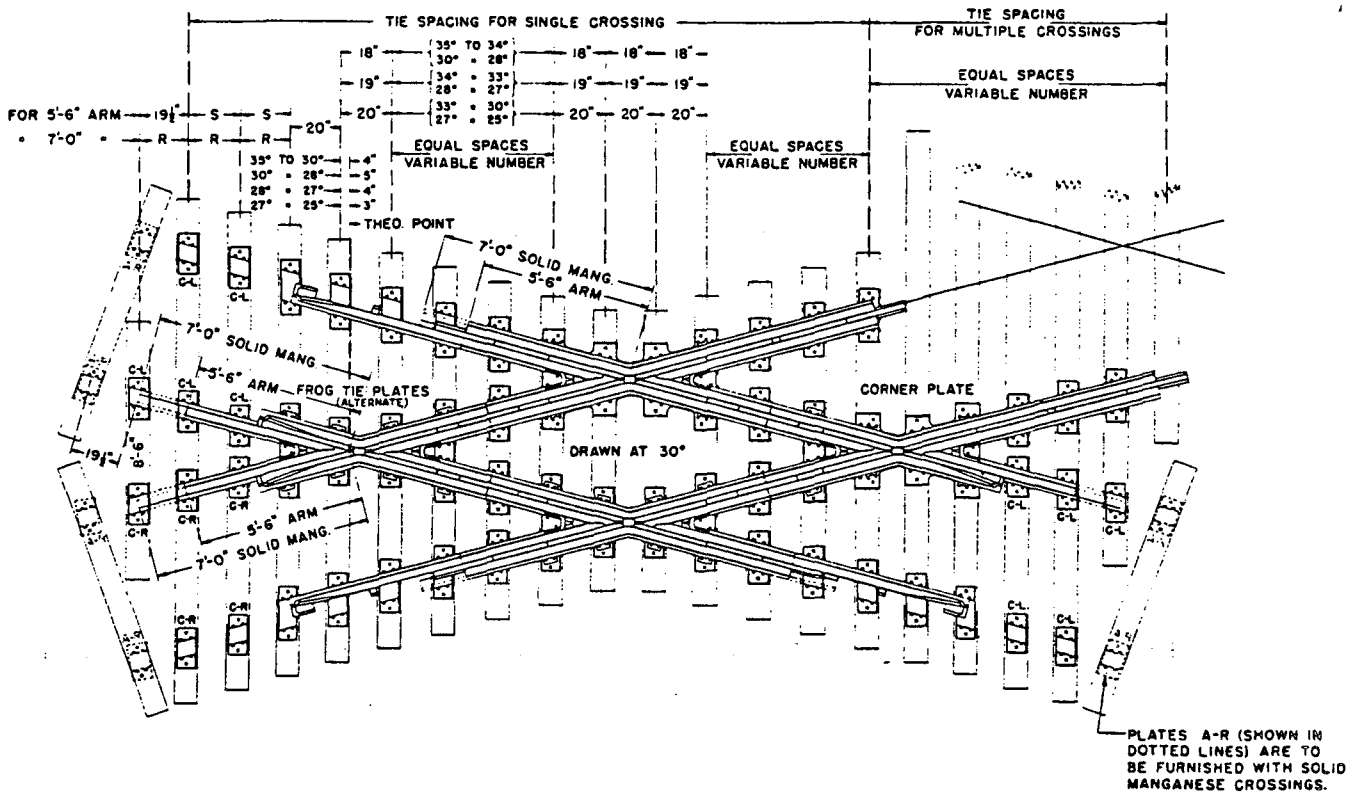 TIE SPACING FOR SINGLE CROSSING
TIE SPACING
FOR MULTIPLE CROSSINGS
18" {35° TO 34°} 18" 18" 18"
{30° " 28°}
19" {34° " 33°} 19" 19" 19"
{28° " 27°}
20" {33° " 30°} 20" 20" 20"
{27° " 25°}
EQUAL SPACES
VARIABLE NUMBER
FOR 5'-6" ARM 19½" S S
" 7'-0" " R R R
20"
EQUAL SPACES
VARIABLE NUMBER
EQUAL SPACES
VARIABLE NUMBER
35° TO 30° 4"
30° " 28° 5"
28° " 27° 4"
27° " 25° 3"
THEO. POINT
7'-0" SOLID MANG.
5'-6" ARM
C-L
C-L
7'-0" SOLID MANG.
5'-6" ARM
FROG TIE PLATES
(ALTERNATE)
CORNER PLATE
C-L
C-L
C-L
DRAWN AT 30°
19½"
8'-6"
C-R
C-R
C-R
5'-6" ARM
7'-0" SOLID MANG.
C-L
C-L
C-L
C-R
C-R
C-L
C-L
PLATES A-R (SHOWN IN
DOTTED LINES) ARE TO
BE FURNISHED WITH SOLID
MANGANESE CROSSINGS.